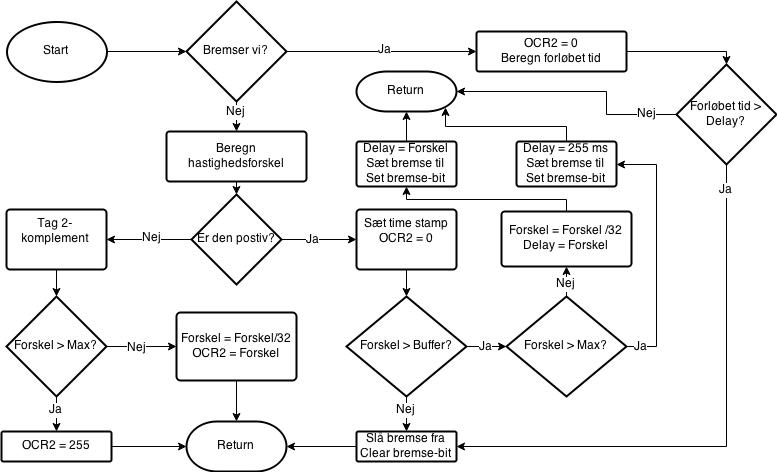 Start
Bremser vi?
Ja
OCR2 = 0
Beregn forløbet tid
Return
Forløbet tid >
Delay?
Nej
Nej
Beregn
hastighedsforskel
Delay = Forskel
Sæt bremse til
Set bremse-bit
Delay = 255 ms
Sæt bremse til
Set bremse-bit
Ja
Tag 2-
komplement
Nej
Er den postiv?
Ja
Sæt time stamp
OCR2 = 0
Forskel = Forskel /32
Delay = Forskel
Nej
Forskel > Max?
Nej
Forskel = Forskel/32
OCR2 = Forskel
Forskel > Buffer?
Ja
Forskel > Max?
Ja
Ja
Nej
OCR2 = 255
Return
Slå bremse fra
Clear bremse-bit